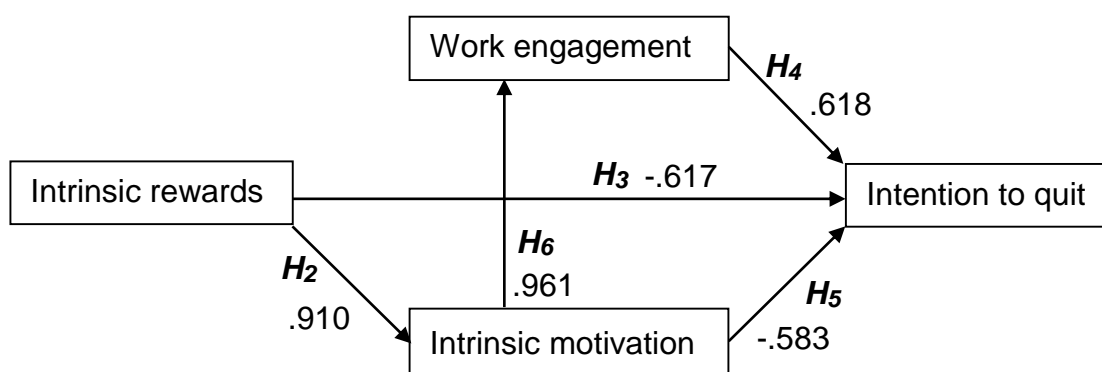 Work engagement
H4
.618
Intrinsic rewards
H3 -.617
Intention to quit
H2
.910
H6
.961
H5
-.583
Intrinsic motivation